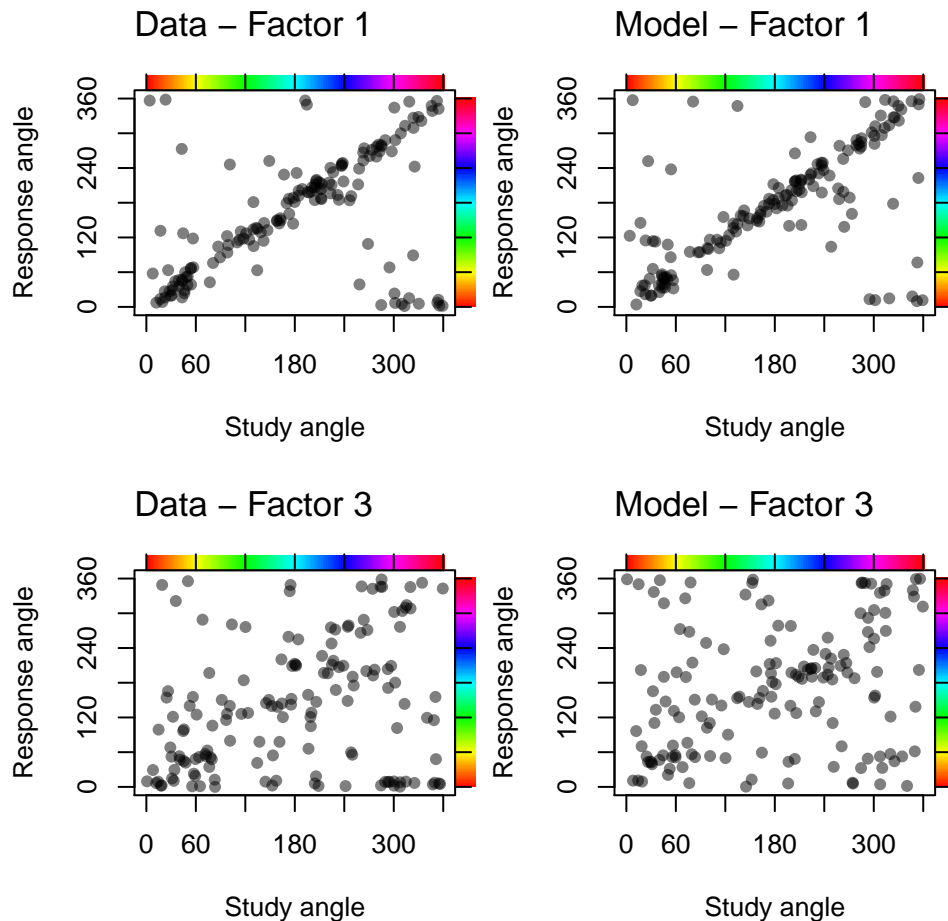 Data – Factor 1
Response angle
0 120 240 360
0 60 180 300
Study angle
Model – Factor 1
Response angle
0 120 240 360
0 60 180 300
Study angle
Data – Factor 3
Response angle
0 120 240 360
0 60 180 300
Study angle
Model – Factor 3
Response angle
0 120 240 360
0 60 180 300
Study angle